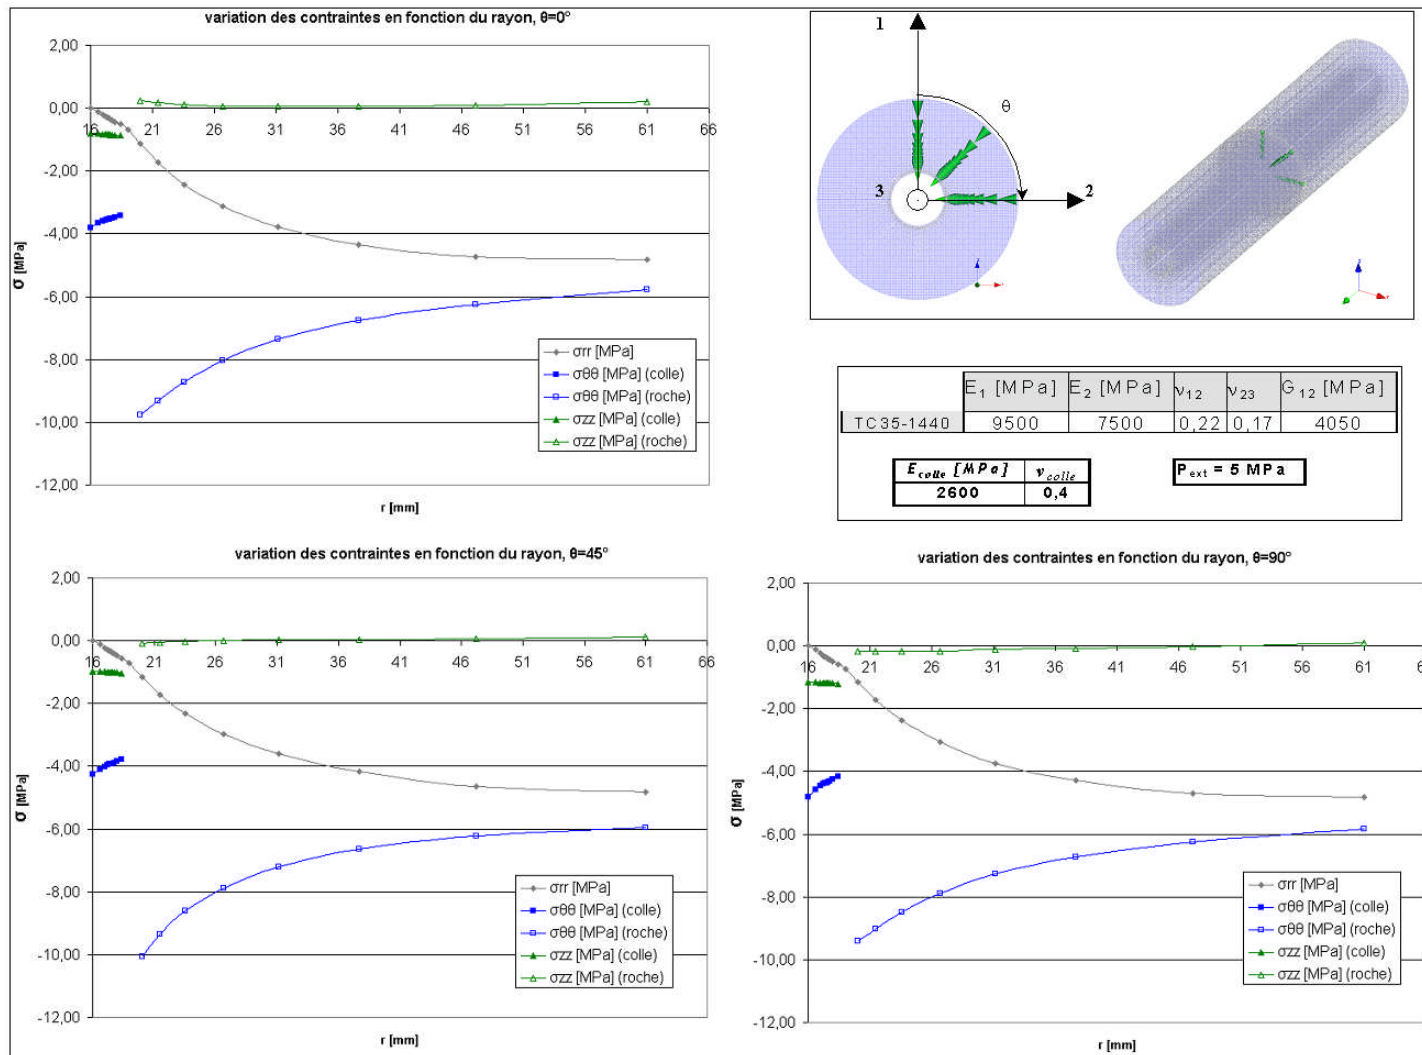 variation des contraintes en fonction du rayon, θ=0°
2,00
0,00
-2,00
-4,00
-6,00
-8,00
-10,00
-12,00
16 21 26 31 36 41 46 51 56 61 66
σ [MPa]
r [mm]
σrr [MPa]
σθθ [MPa] (colle)
σθθ [MPa] (roche)
σzz [MPa] (colle)
σzz [MPa] (roche)
1
θ
3
2
E1 [MPa] E2 [MPa] ν12 ν23 G12 [MPa]
TC35-1440 9500 7500 0,22 0,17 4050
Ecolle [MPa] νcolle
2600 0,4
Pext = 5 MPa
variation des contraintes en fonction du rayon, θ=45°
2,00
0,00
-2,00
-4,00
-6,00
-8,00
-10,00
-12,00
16 21 26 31 36 41 46 51 56 61 66
σ [MPa]
r [mm]
σrr [MPa]
σθθ [MPa] (colle)
σθθ [MPa] (roche)
σzz [MPa] (colle)
σzz [MPa] (roche)
variation des contraintes en fonction du rayon, θ=90°
2,00
0,00
-2,00
-4,00
-6,00
-8,00
-10,00
-12,00
16 21 26 31 36 41 46 51 56 61
σ [MPa]
r [mm]
σrr [MPa]
σθθ [MPa] (colle)
σθθ [MPa] (roche)
σzz [MPa] (colle)
σzz [MPa] (roche)